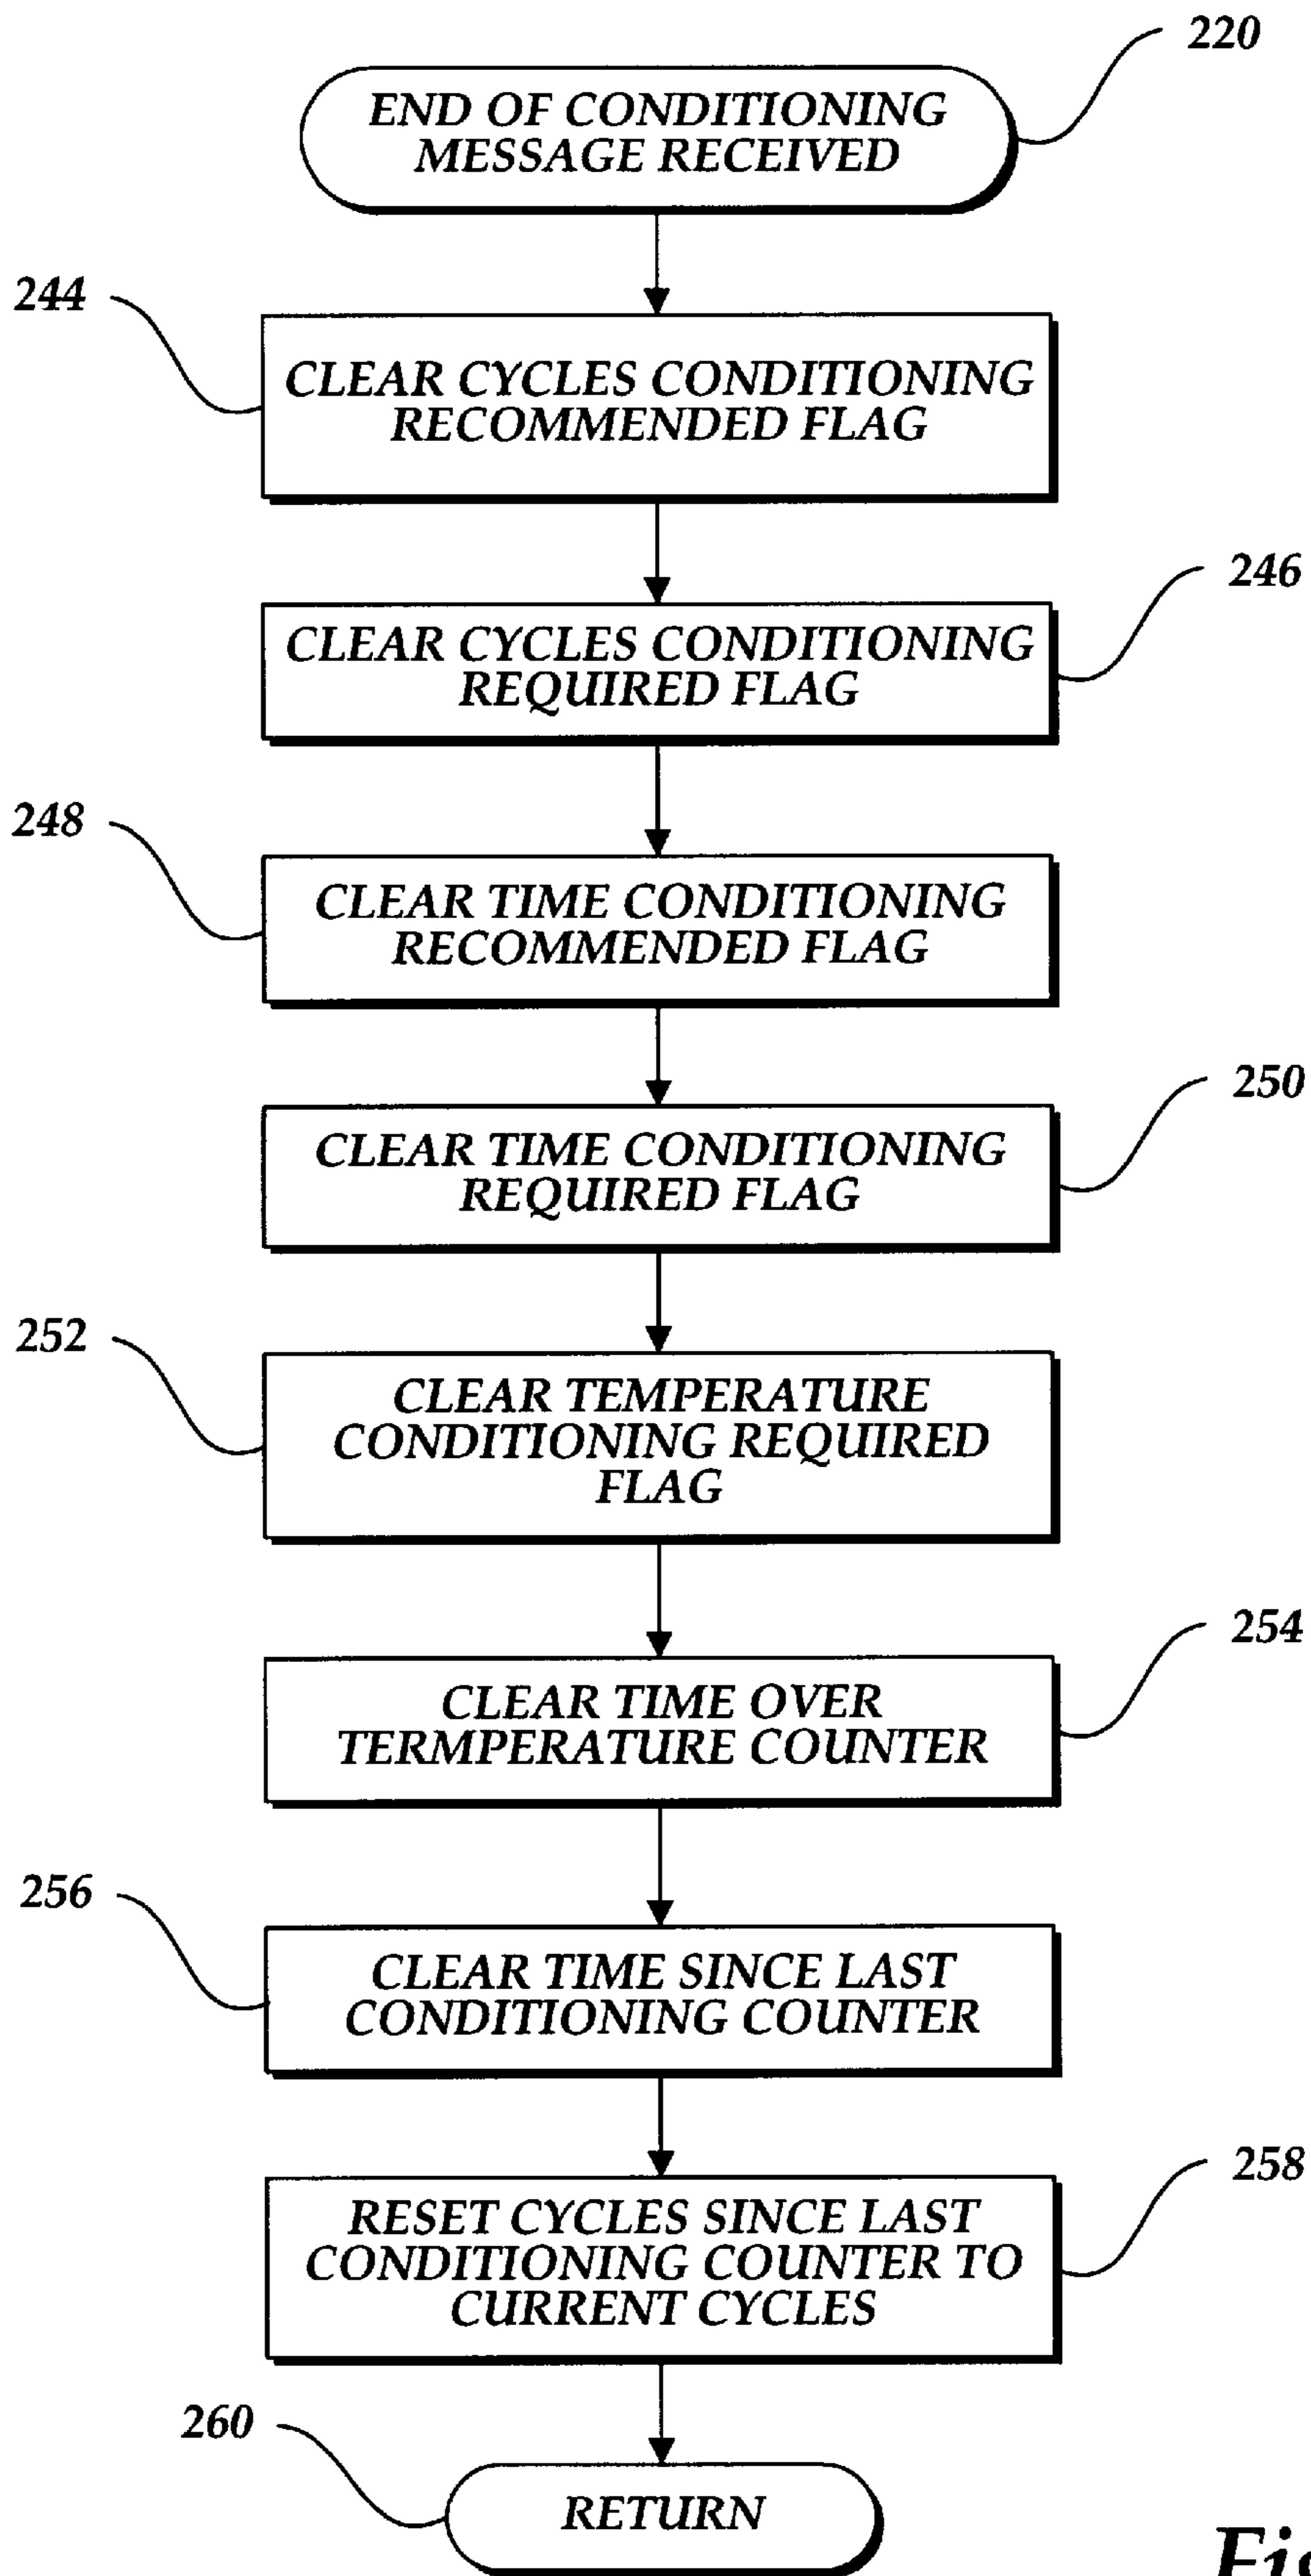 220
END OF CONDITIONING
MESSAGE RECEIVED
244
CLEAR CYCLES CONDITIONING
RECOMMENDED FLAG
246
CLEAR CYCLES CONDITIONING
REQUIRED FLAG
248
CLEAR TIME CONDITIONING
RECOMMENDED FLAG
250
CLEAR TIME CONDITIONING
REQUIRED FLAG
252
CLEAR TEMPERATURE
CONDITIONING REQUIRED
FLAG
254
CLEAR TIME OVER
TERMPERATURE COUNTER
256
CLEAR TIME SINCE LAST
CONDITIONING COUNTER
258
RESET CYCLES SINCE LAST
CONDITIONING COUNTER TO
CURRENT CYCLES
260
RETURN